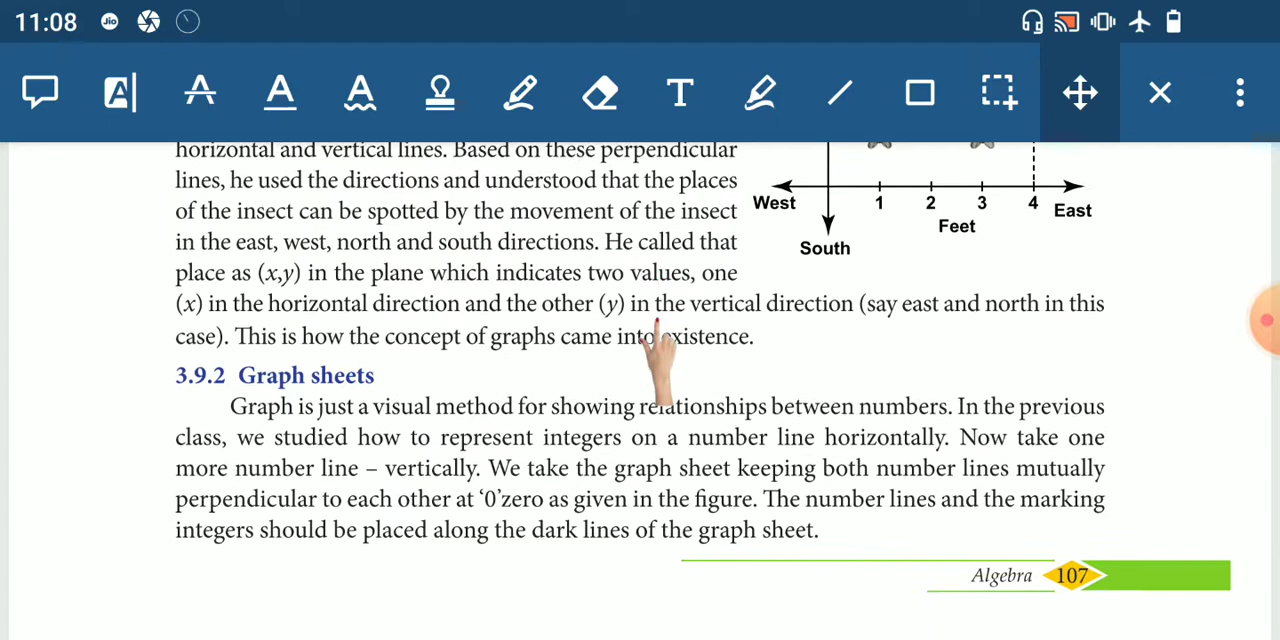 11:08
Jio
A
A
A
A
T
horizontal and vertical lines. Based on these perpendicular
lines, he used the directions and understood that the places
of the insect can be spotted by the movement of the insect
in the east, west, north and south directions. He called that
place as (x,y) in the plane which indicates two values, one
(x) in the horizontal direction and the other (y) in the vertical direction (say east and north in this
case). This is how the concept of graphs came into existence.
West
1 2 3 4
East
Feet
South
3.9.2 Graph sheets
Graph is just a visual method for showing relationships between numbers. In the previous
class, we studied how to represent integers on a number line horizontally. Now take one
more number line – vertically. We take the graph sheet keeping both number lines mutually
perpendicular to each other at ‘0’zero as given in the figure. The number lines and the marking
integers should be placed along the dark lines of the graph sheet.
Algebra 107